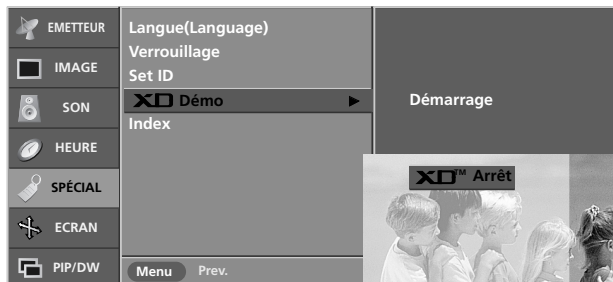 EMETTEUR
IMAGE
SON
HEURE
SPÉCIAL
ECRAN
PIP/DW
Langue(Language)
Verrouillage
Set ID
XD Démo
Index
Menu Prev.
Démarrage
XD™ Arrêt